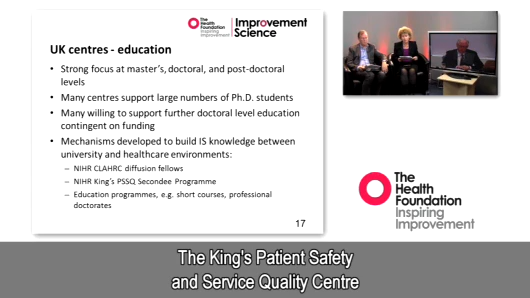 The
Health
Foundation
Inspiring
Improvement
Improvement
Science
UK centres - education
• Strong focus at master's, doctoral, and post-doctoral
levels
• Many centres support large numbers of Ph.D. students
• Many willing to support further doctoral level education
contingent on funding
• Mechanisms developed to build IS knowledge between
university and healthcare environments:
– NIHR CLAHRC diffusion fellows
– NIHR King's PSSQ Secondee Programme
– Education programmes, e.g. short courses, professional
doctorates
17
The
Health
Foundation
Inspiring
Improvement
The King's Patient Safety
and Service Quality Centre